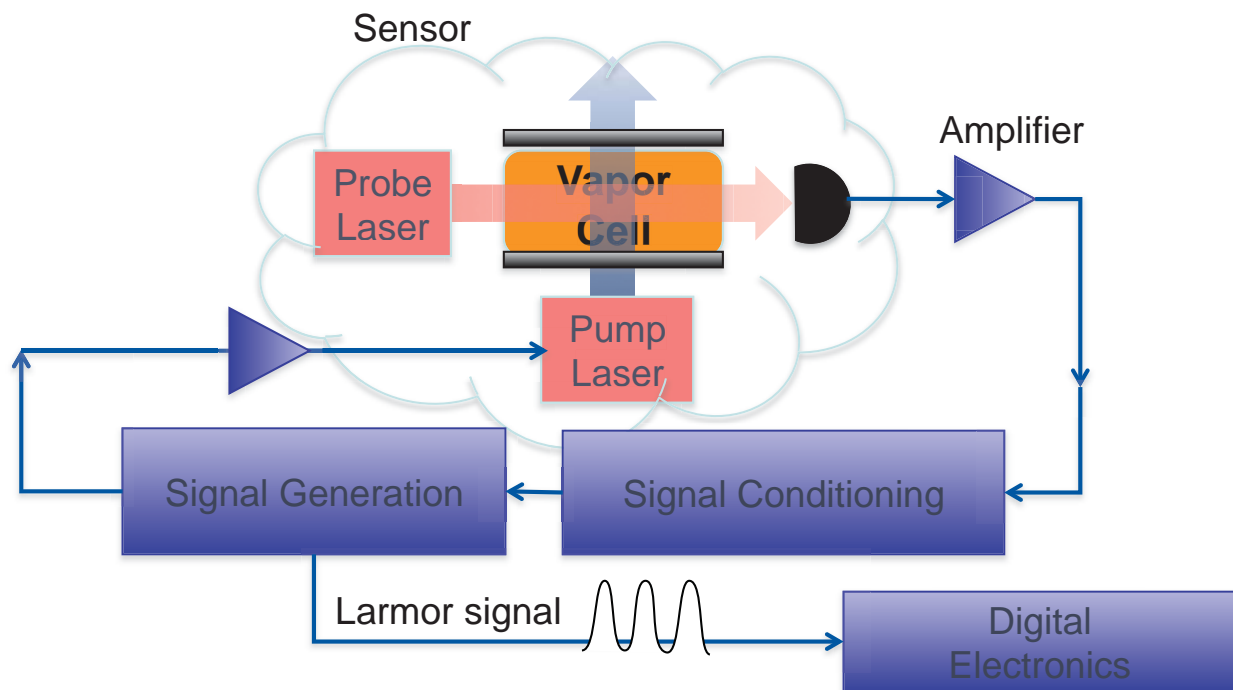 Sensor
Amplifier
Probe
Laser
Vapor
Cell
Pump
Laser
Signal Generation
Signal Conditioning
Larmor signal
Digital
Electronics